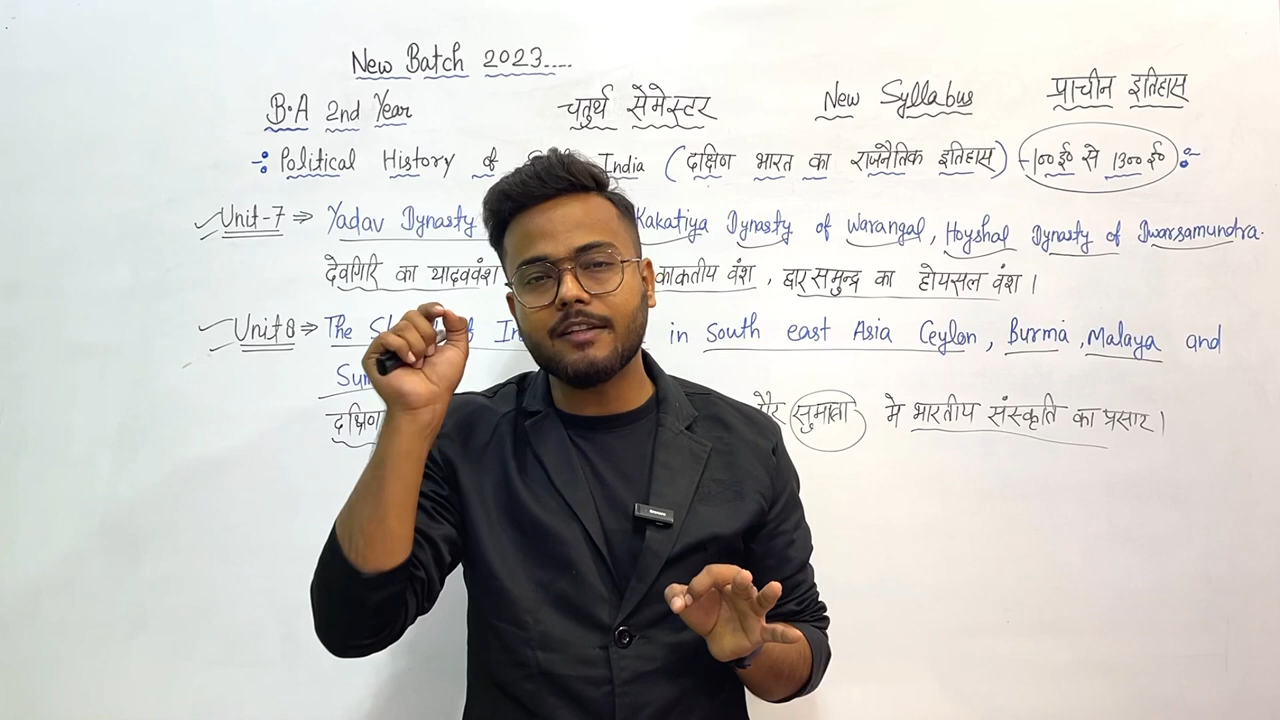 New Batch 2023....
B.A 2nd Year चतुर्थ सेमेस्टर New Syllabus प्राचीन इतिहास
Political History of India (दक्षिण भारत का राजनैतिक इतिहास) -100 ई० से 1300 ई०
Unit-7 ⇒ Yadav Dynasty Kakatiya Dynasty of Warangal, Hoyshal Dynasty of Dwarsamundra.
देवगिरि का यादववंश काकतीय वंश, द्वारसमुन्द्र का होयसल वंश।
Unit 8 ⇒ The in South east Asia Ceylon, Burma, Malaya and
दक्षिण सुमात्रा मे भारतीय संस्कृति का प्रसार।